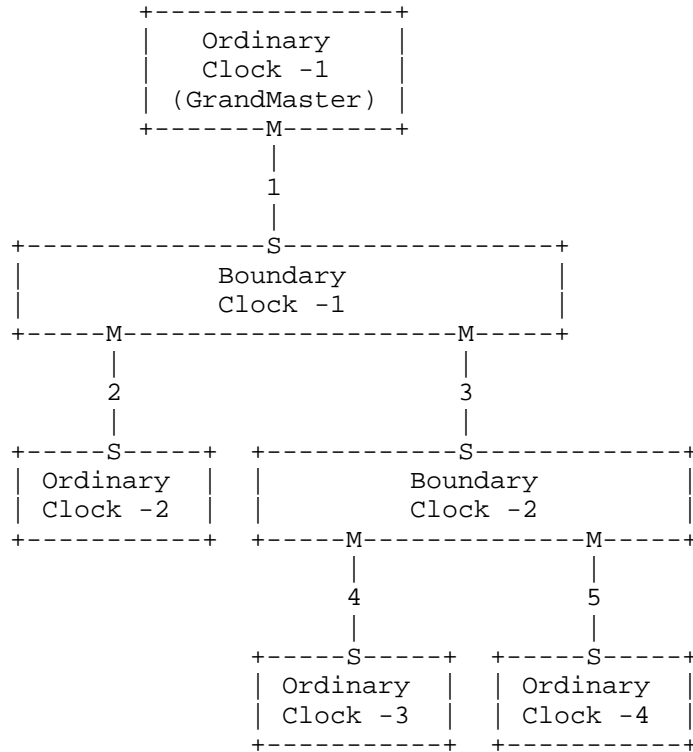 +---------------+
|   Ordinary    |
|   Clock -1    |
| (GrandMaster) |
+-------M-------+
|
1
|
+---------------S----------------+
|            Boundary            |
|            Clock -1            |
+-----M--------------------M-----+
|                    |
2                    3
|                    |
+-----S-----+  +------------S-------------+
| Ordinary  |  |         Boundary         |
| Clock -2  |  |         Clock -2         |
+-----------+  +-----M-------------M-----+
|             |
4             5
|             |
+-----S-----+  +-----S-----+
| Ordinary  |  | Ordinary  |
| Clock -3  |  | Clock -4  |
+-----------+  +-----------+